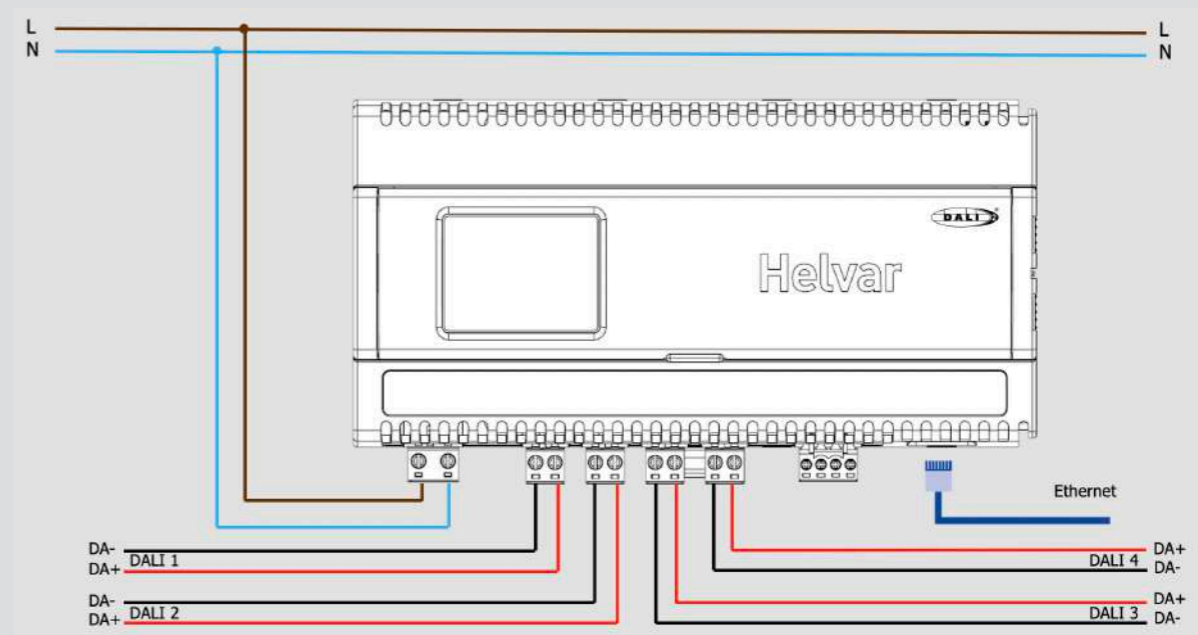 L
L
N
N
DALI
Helvar
Ethernet
DA-
DALI 1
DA+
DA+
DALI 4
DA-
DA-
DALI 2
DA+
DA+
DALI 3
DA-